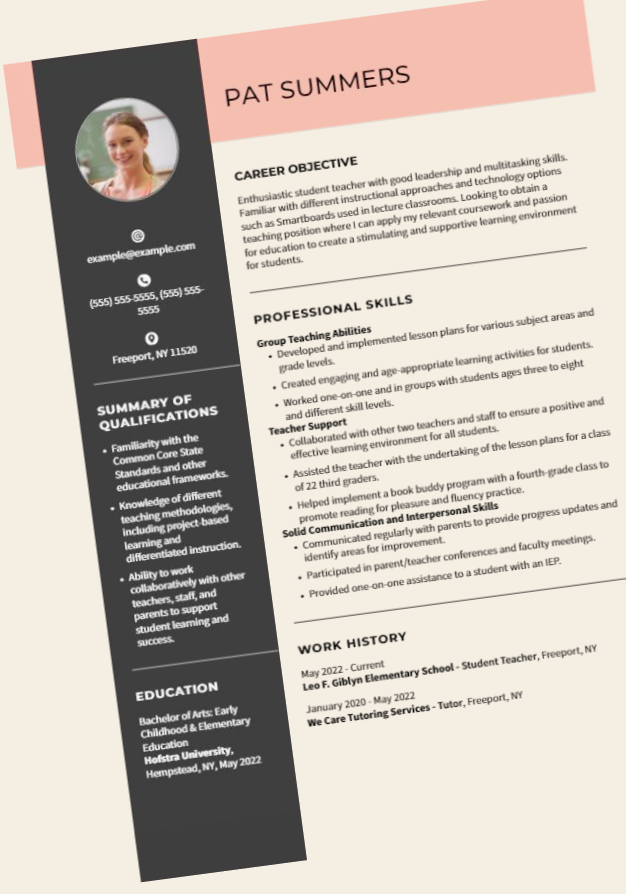 PAT SUMMERS
example@example.com
(555) 555-5555, (555) 555-
5555
Freeport, NY 11520
SUMMARY OF
QUALIFICATIONS
• Familiarity with the
Common Core State
Standards and other
educational frameworks.
• Knowledge of different
teaching methodologies,
including project-based
learning and
differentiated instruction.
• Ability to work
collaboratively with other
teachers, staff, and
parents to support
student learning and
success.
EDUCATION
Bachelor of Arts: Early
Childhood & Elementary
Education
Hofstra University,
Hempstead, NY, May 2022
CAREER OBJECTIVE
Enthusiastic student teacher with good leadership and multitasking skills.
Familiar with different instructional approaches and technology options
such as Smartboards used in lecture classrooms. Looking to obtain a
teaching position where I can apply my relevant coursework and passion
for education to create a stimulating and supportive learning environment
for students.
PROFESSIONAL SKILLS
Group Teaching Abilities
• Developed and implemented lesson plans for various subject areas and
grade levels.
• Created engaging and age-appropriate learning activities for students.
• Worked one-on-one and in groups with students ages three to eight
and different skill levels.
Teacher Support
• Collaborated with other two teachers and staff to ensure a positive and
effective learning environment for all students.
• Assisted the teacher with the undertaking of the lesson plans for a class
of 22 third graders.
• Helped implement a book buddy program with a fourth-grade class to
promote reading for pleasure and fluency practice.
Solid Communication and Interpersonal Skills
• Communicated regularly with parents to provide progress updates and
identify areas for improvement.
• Participated in parent/teacher conferences and faculty meetings.
• Provided one-on-one assistance to a student with an IEP.
WORK HISTORY
May 2022 - Current
Leo F. Giblyn Elementary School - Student Teacher, Freeport, NY
January 2020 - May 2022
We Care Tutoring Services - Tutor, Freeport, NY